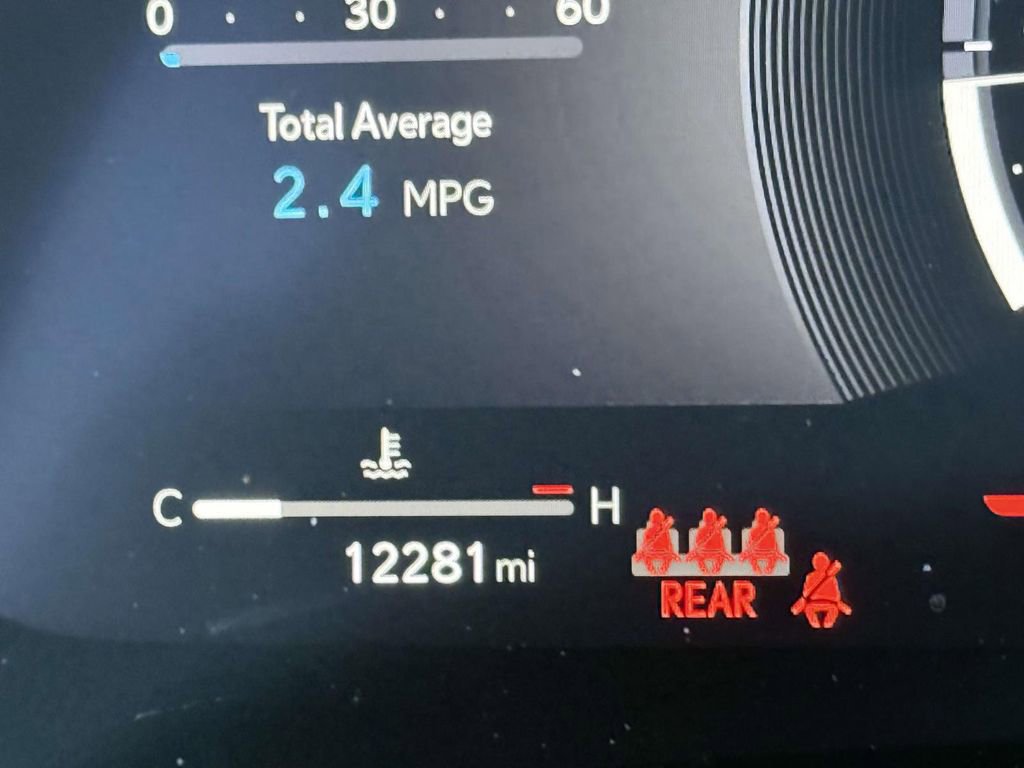 0 30 60
Total Average
2.4 MPG
C H
12281 mi
REAR